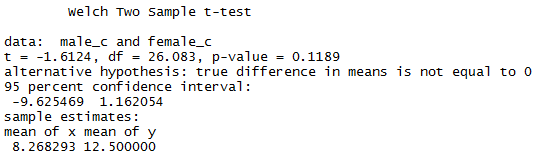 Welch Two Sample t-test
data:  male_c and female_c
t = -1.6124, df = 26.083, p-value = 0.1189
alternative hypothesis: true difference in means is not equal to 0
95 percent confidence interval:
 -9.625469  1.162054
sample estimates:
mean of x mean of y
 8.268293 12.500000